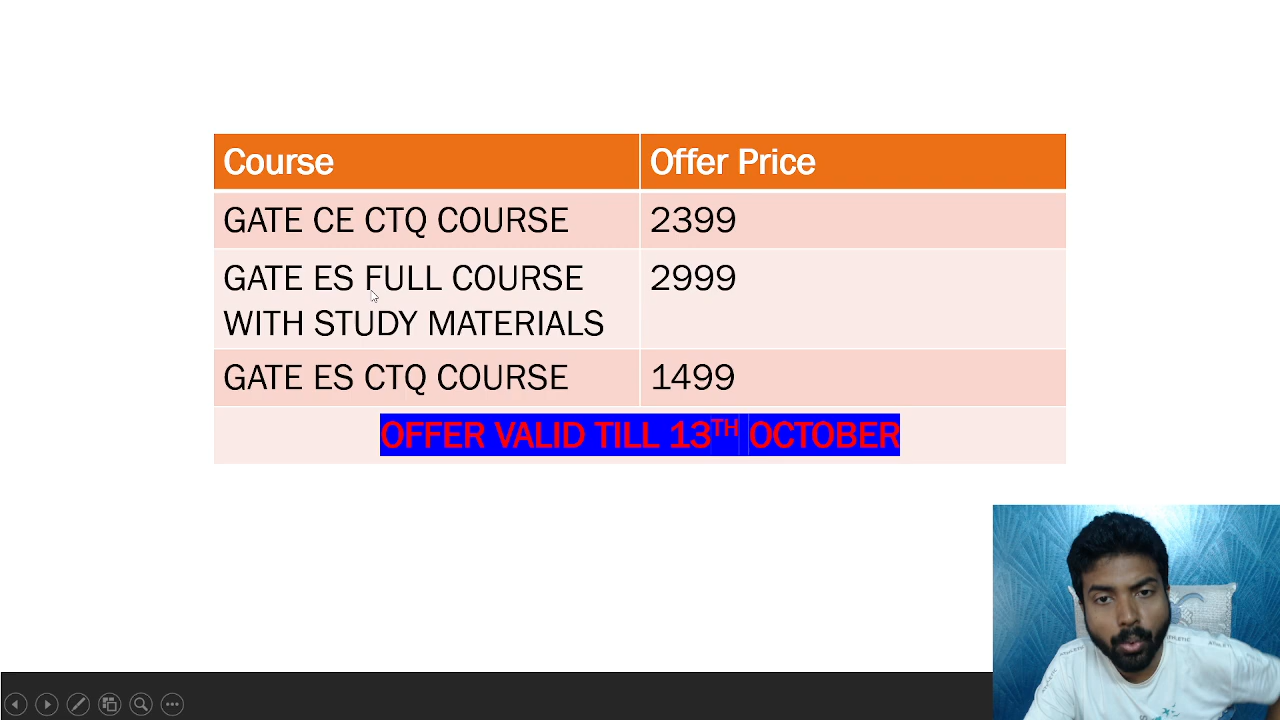 Course Offer Price
GATE CE CTQ COURSE 2399
GATE ES FULL COURSE 2999
WITH STUDY MATERIALS
GATE ES CTQ COURSE 1499
OFFER VALID TILL 13TH OCTOBER